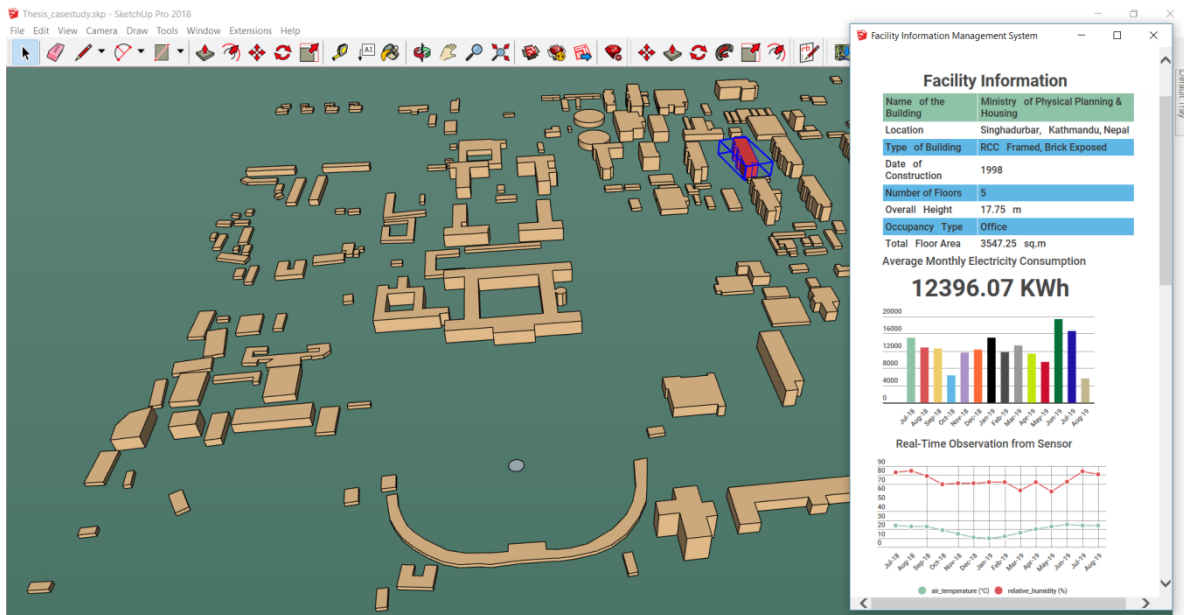 Thesis_casestudy.skp - SketchUp Pro 2018
File Edit View Camera Draw Tools Window Extensions Help
A1
Default Tray
Facility Information Management System
Facility Information
Name of the Building Ministry of Physical Planning & Housing
Location Singhadurbar, Kathmandu, Nepal
Type of Building RCC Framed, Brick Exposed
Date of Construction 1998
Number of Floors 5
Overall Height 17.75 m
Occupancy Type Office
Total Floor Area 3547.25 sq.m
Average Monthly Electricity Consumption
12396.07 KWh
20000
16000
12000
8000
4000
0
Jul-18 Aug-18 Sep-18 Oct-18 Nov-18 Dec-18 Jan-19 Feb-19 Mar-19 Apr-19 May-19 Jun-19 Jul-19 Aug-19
Real-Time Observation from Sensor
90
80
70
60
50
40
30
20
10
0
Jul-18 Aug-18 Sep-18 Oct-18 Nov-18 Dec-18 Jan-19 Feb-19 Mar-19 Apr-19 May-19 Jun-19 Jul-19 Aug-19
air_temperature (°C) relative_humidity (%)